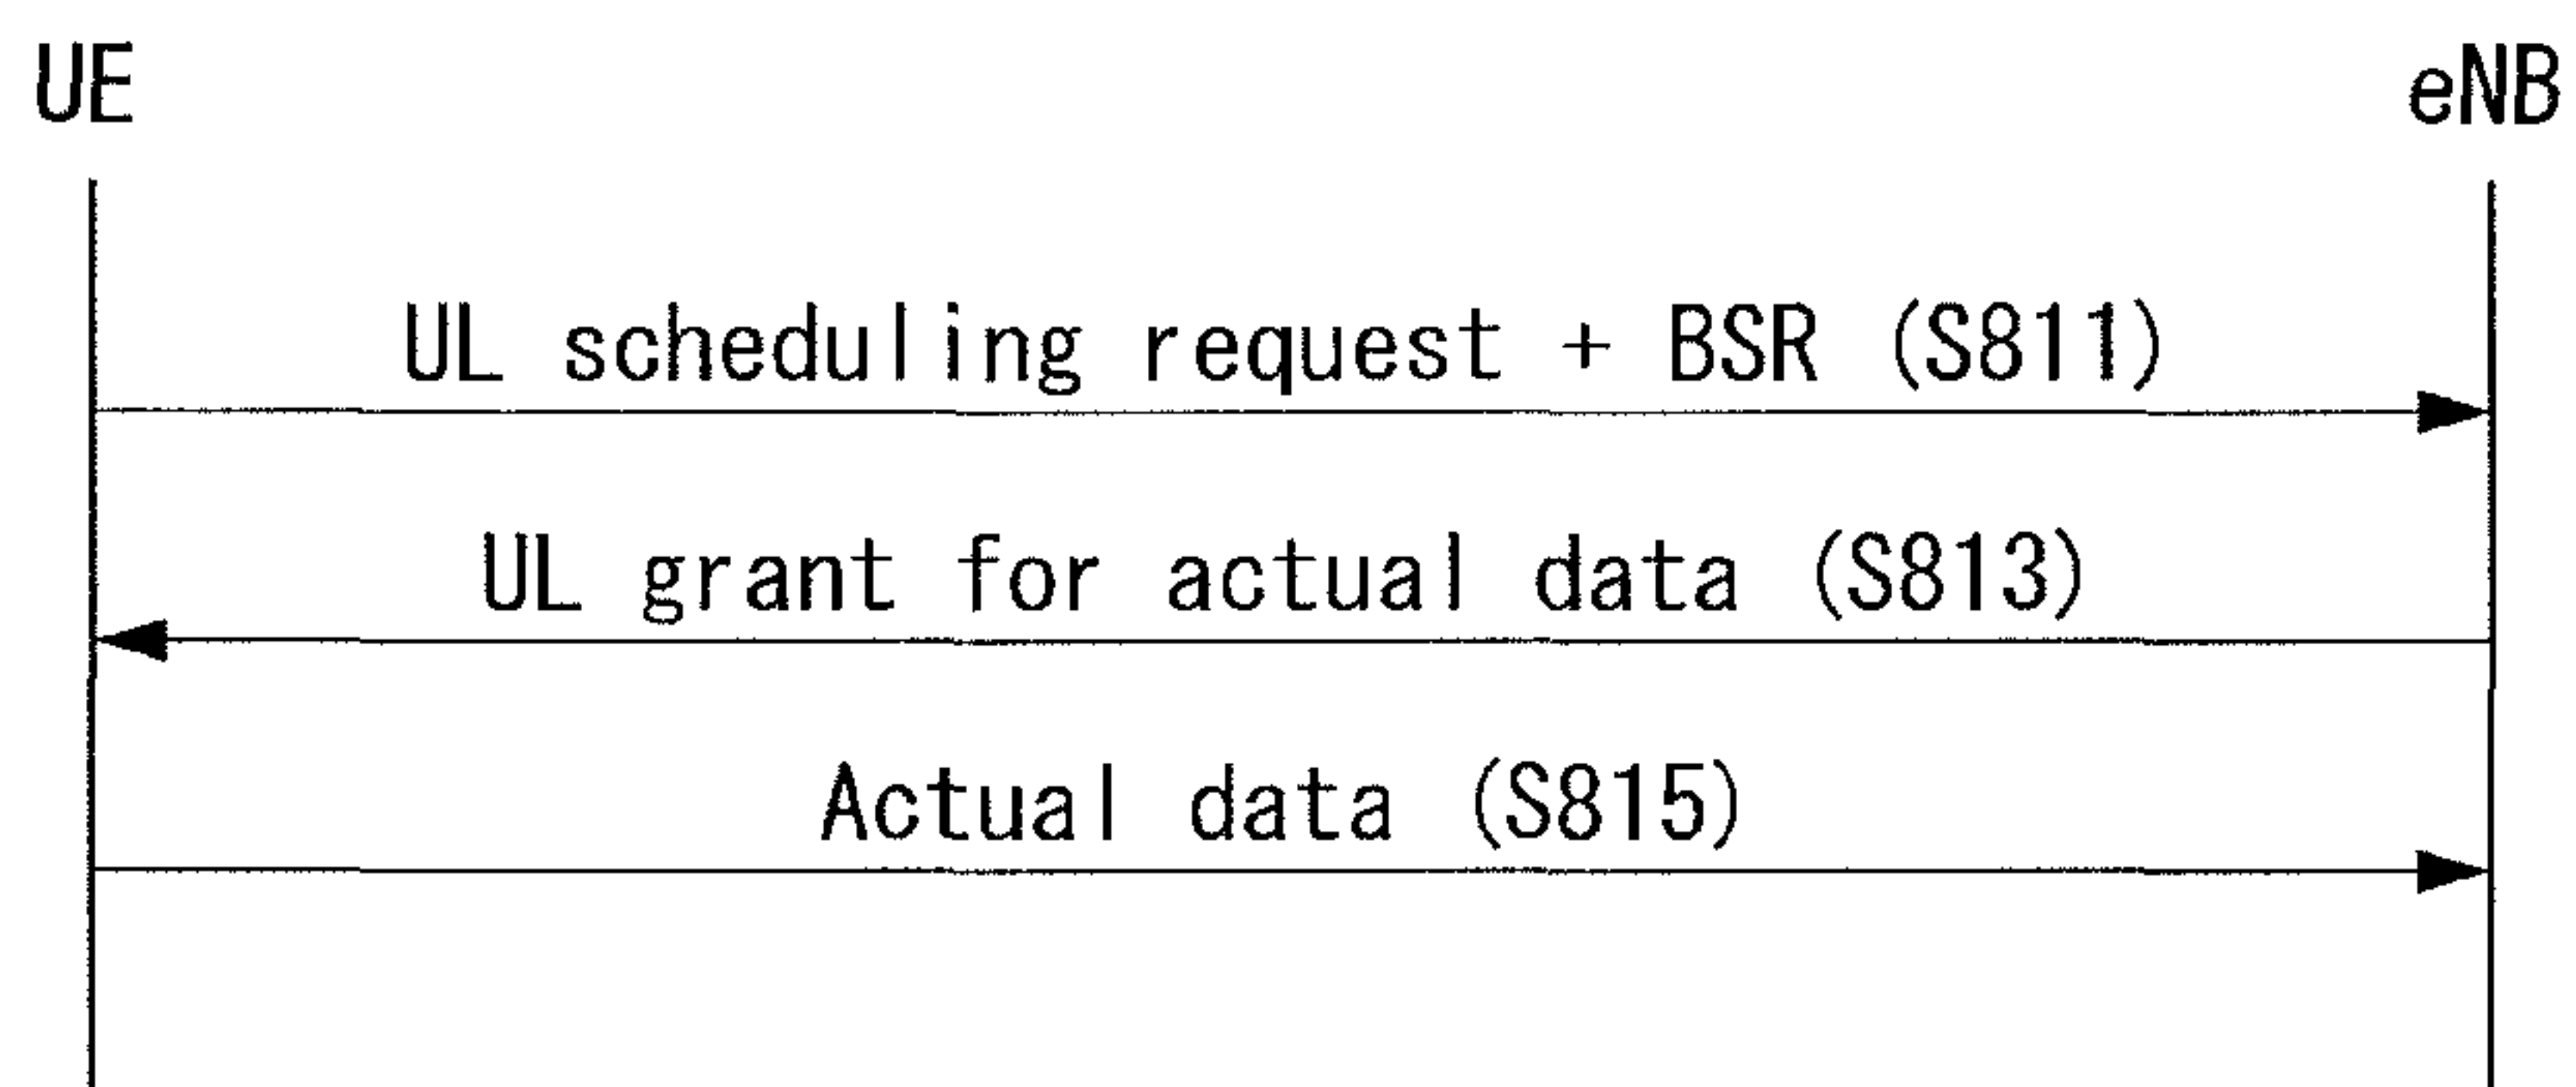 UE eNB
UL scheduling request + BSR (S811)
UL grant for actual data (S813)
Actual data (S815)